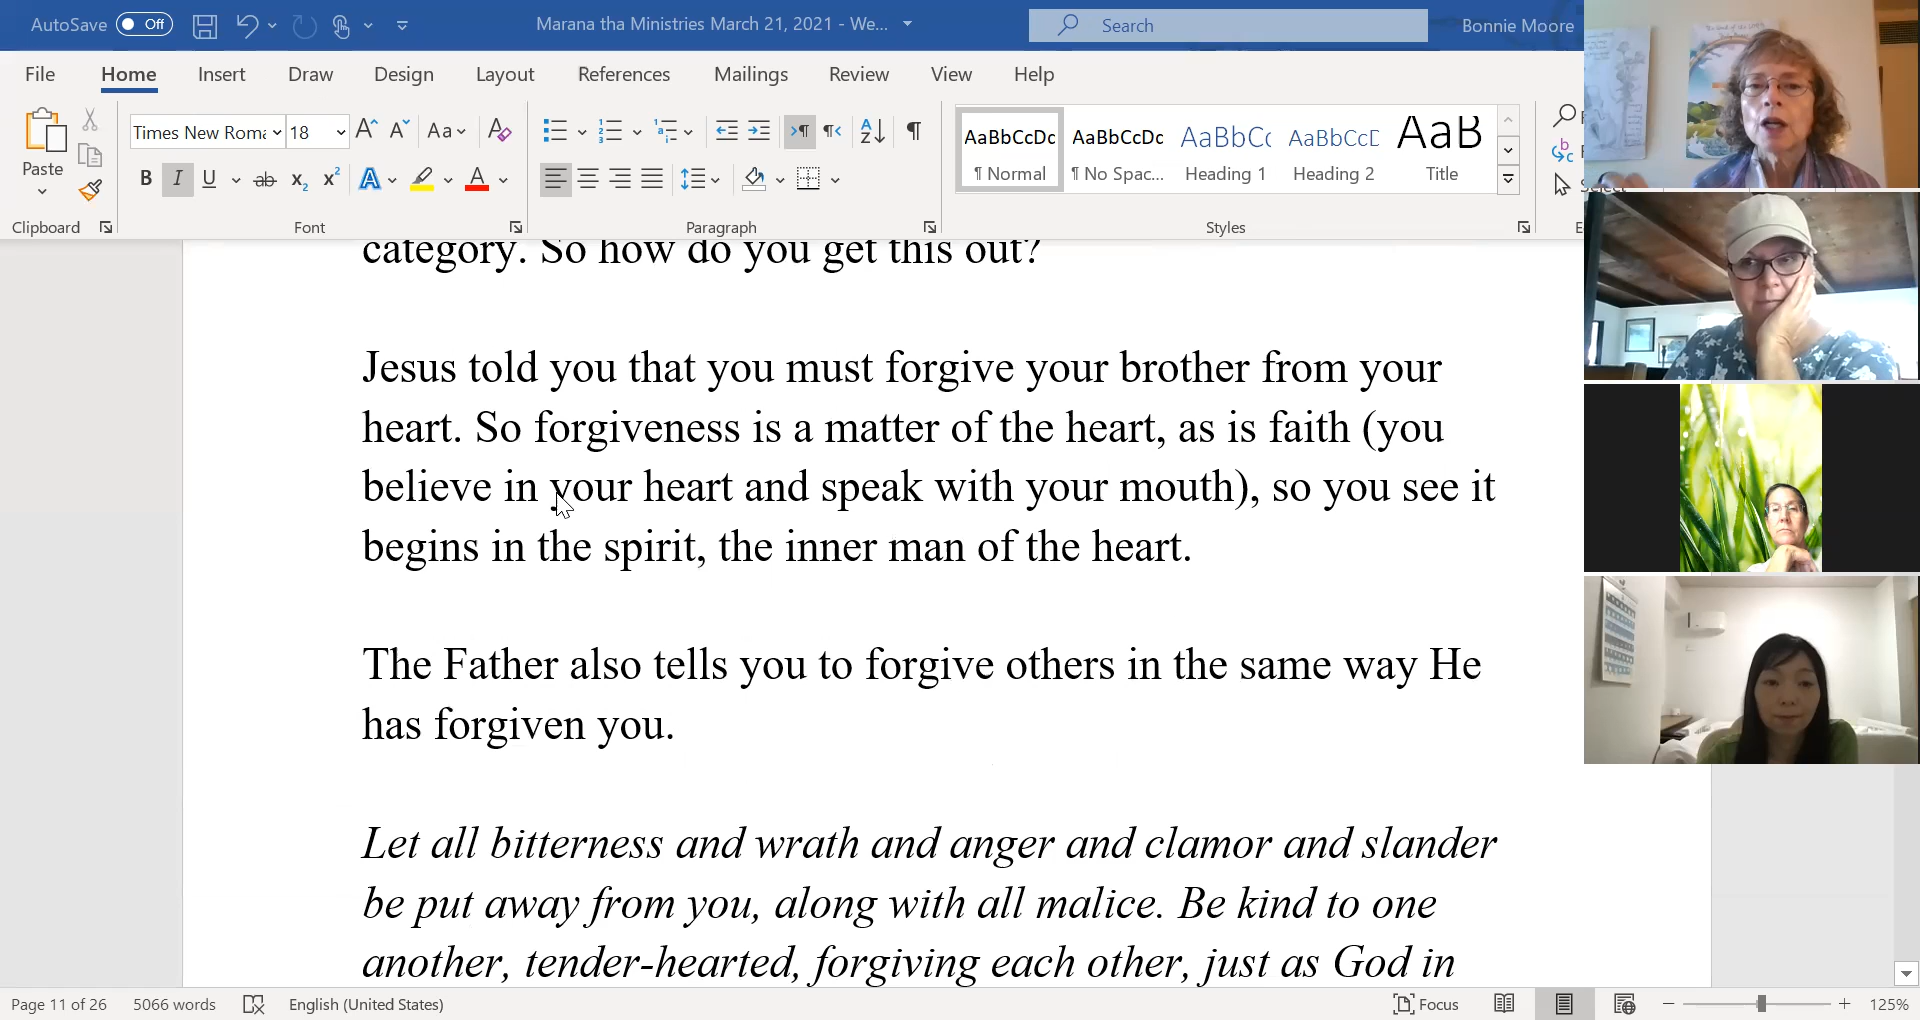 AutoSave Off Marana tha Ministries March 21, 2021 - We... Search Bonnie Moore
File Home Insert Draw Design Layout References Mailings Review View Help
Times New Roma 18 Aa
AaBbCcDc AaBbCcDc AaBbC AaBbCcD AaB
Paste B I U ab x2 x2 A A ¶ Normal ¶ No Spac... Heading 1 Heading 2 Title
Clipboard Font Paragraph Styles
category. So how do you get this out?
Jesus told you that you must forgive your brother from your
heart. So forgiveness is a matter of the heart, as is faith (you
believe in your heart and speak with your mouth), so you see it
begins in the spirit, the inner man of the heart.
The Father also tells you to forgive others in the same way He
has forgiven you.
Let all bitterness and wrath and anger and clamor and slander
be put away from you, along with all malice. Be kind to one
another, tender-hearted, forgiving each other, just as God in
Page 11 of 26 5066 words English (United States) Focus 125%